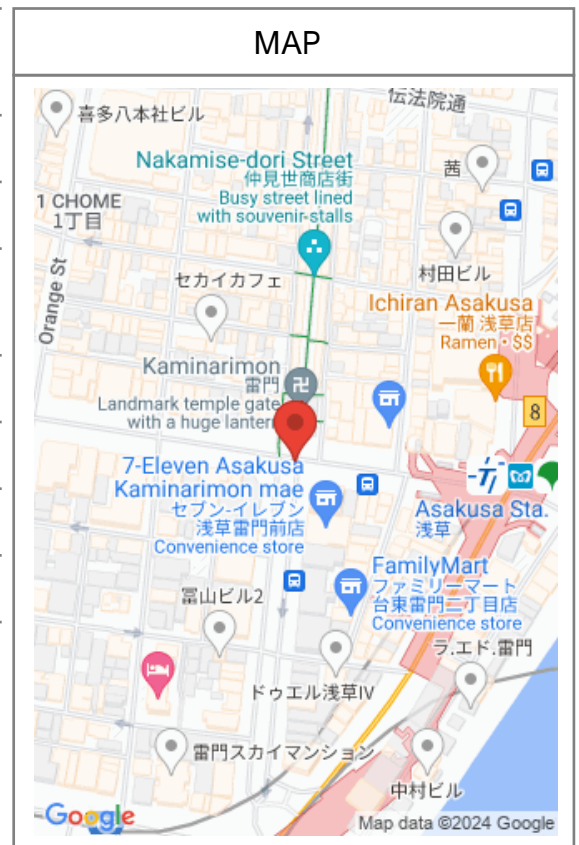 MAP
伝法院通
喜多八本社ビル
Nakamise-dori Street
仲見世商店街
Busy street lined
with souvenir stalls
茜
1 CHOME
1丁目
村田ビル
セカイカフェ
Orange St
Ichiran Asakusa
一蘭 浅草店
Ramen・$$
Kaminarimon
雷門
Landmark temple gate
with a huge lantern
8
7-Eleven Asakusa
Kaminarimon mae
セブン-イレブン
浅草雷門前店
Convenience store
Asakusa Sta.
浅草
FamilyMart
ファミリーマート
台東雷門二丁目店
Convenience store
冨山ビル2
ラ.エド.雷門
ドゥエル浅草IV
雷門スカイマンション
中村ビル
Google
Map data ©2024 Google